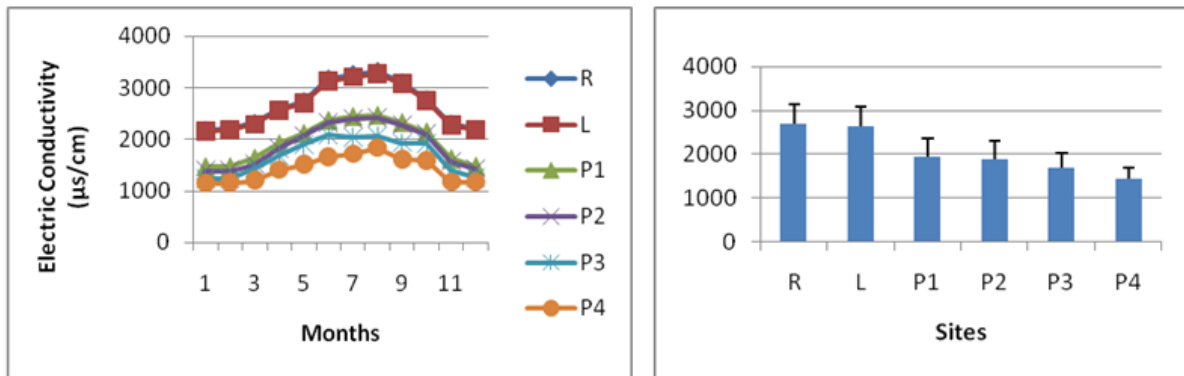 4000
3000
2000
1000
0
Electric Conductivity
(µs/cm)
1 3 5 7 9 11
Months
R
L
P1
P2
P3
P4
4000
3000
2000
1000
0
R L P1 P2 P3 P4
Sites